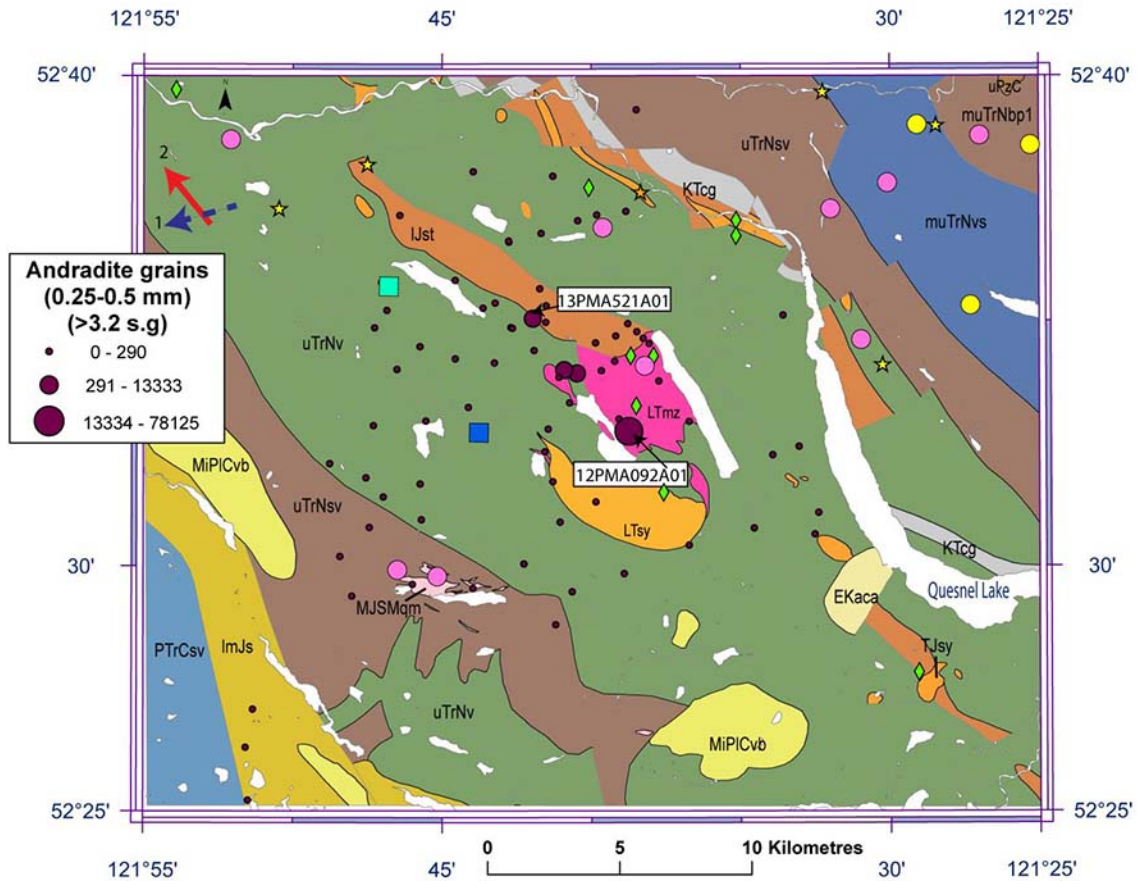 121°55'
45'
30'
121°25'
52°40'
52°40'
N
uPzC
muTrNbp1
uTrNsv
2
KTcg
1
muTrNvs
lJst
Andradite grains
(0.25-0.5 mm)
(>3.2 s.g)
0 - 290
291 - 13333
13334 - 78125
13PMA521A01
uTrNv
LTmz
MiPlCvb
12PMA092A01
uTrNsv
LTsy
KTcg
30'
30'
EKaca
Quesnel Lake
MJSMqm
PTrCsv
lmJs
TJsy
uTrNv
MiPlCvb
52°25'
52°25'
0 5 10 Kilometres
121°55'
45'
30'
121°25'